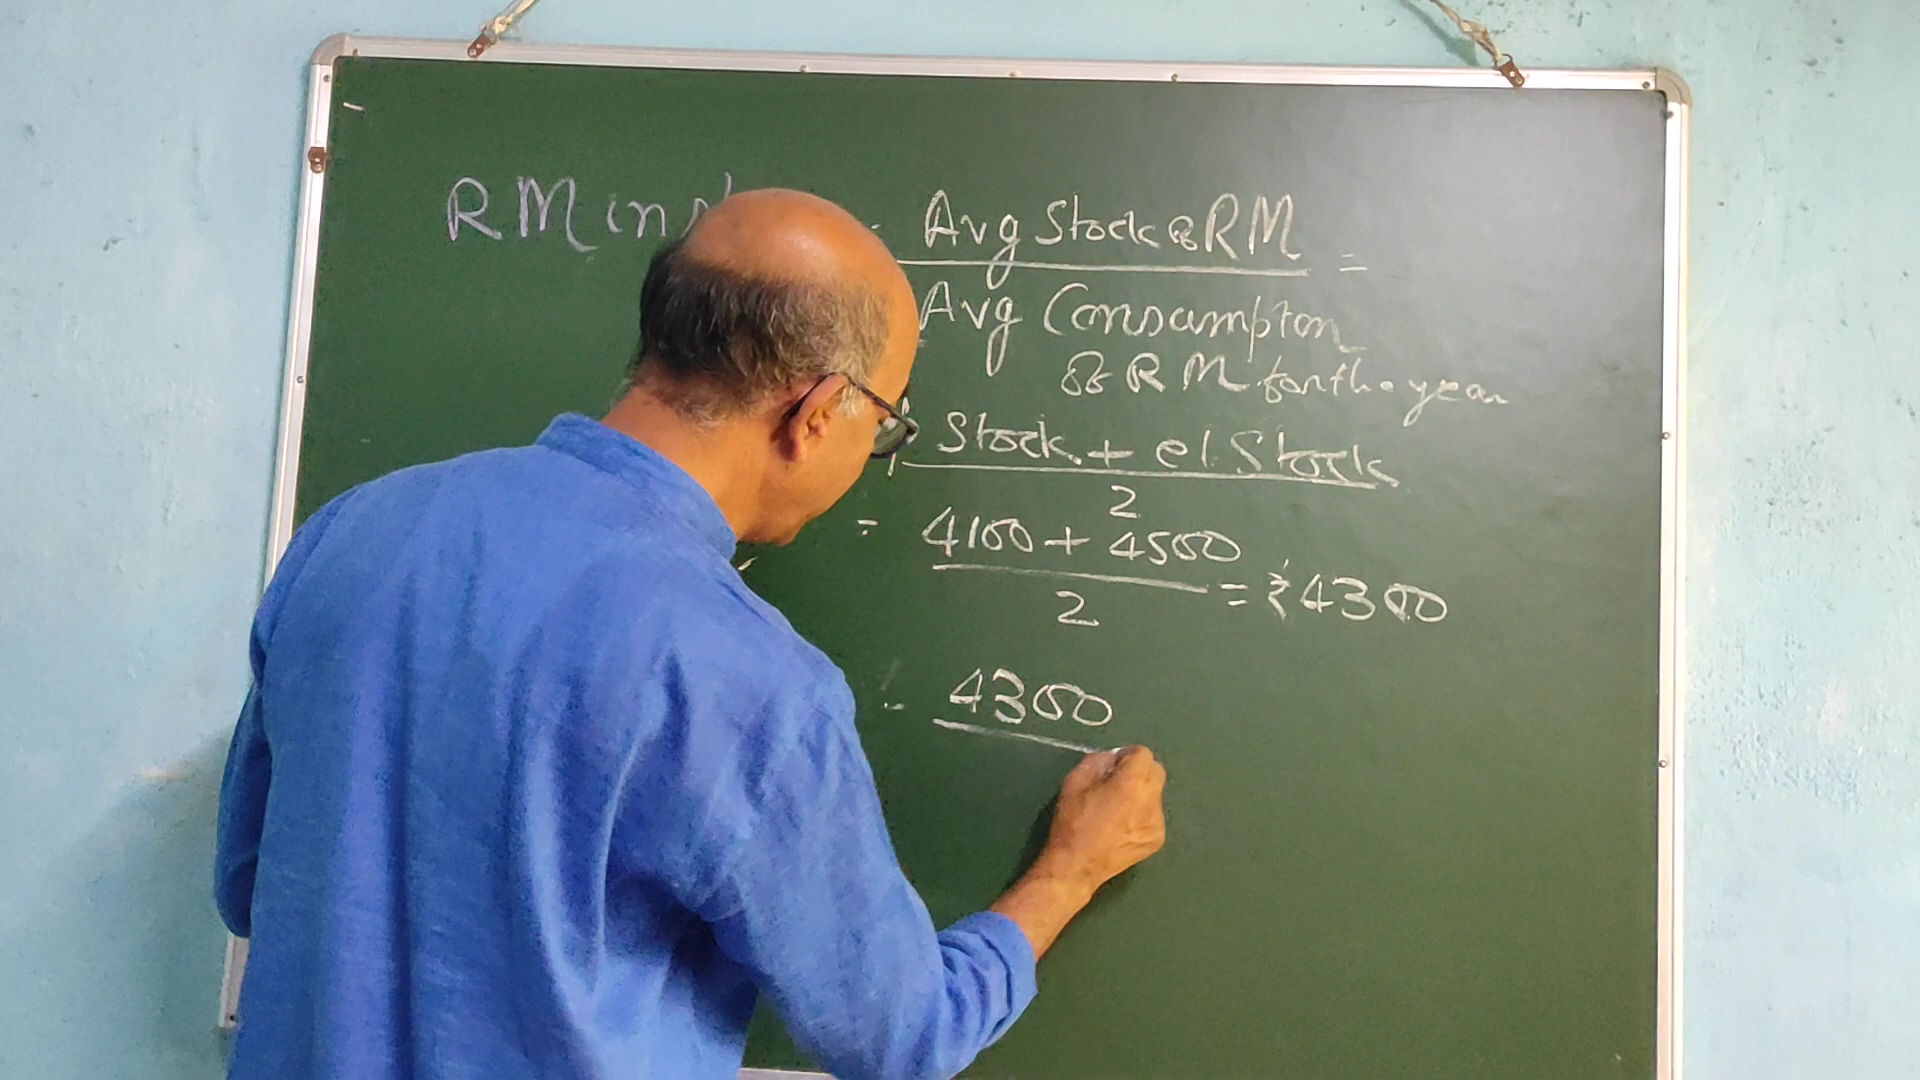 RM in = Avg Stock of RM =
Avg Consumpton
of RM for the year
Stock + cl. Stock
2
= 4100 + 4500
2
= ₹4300
= 4300